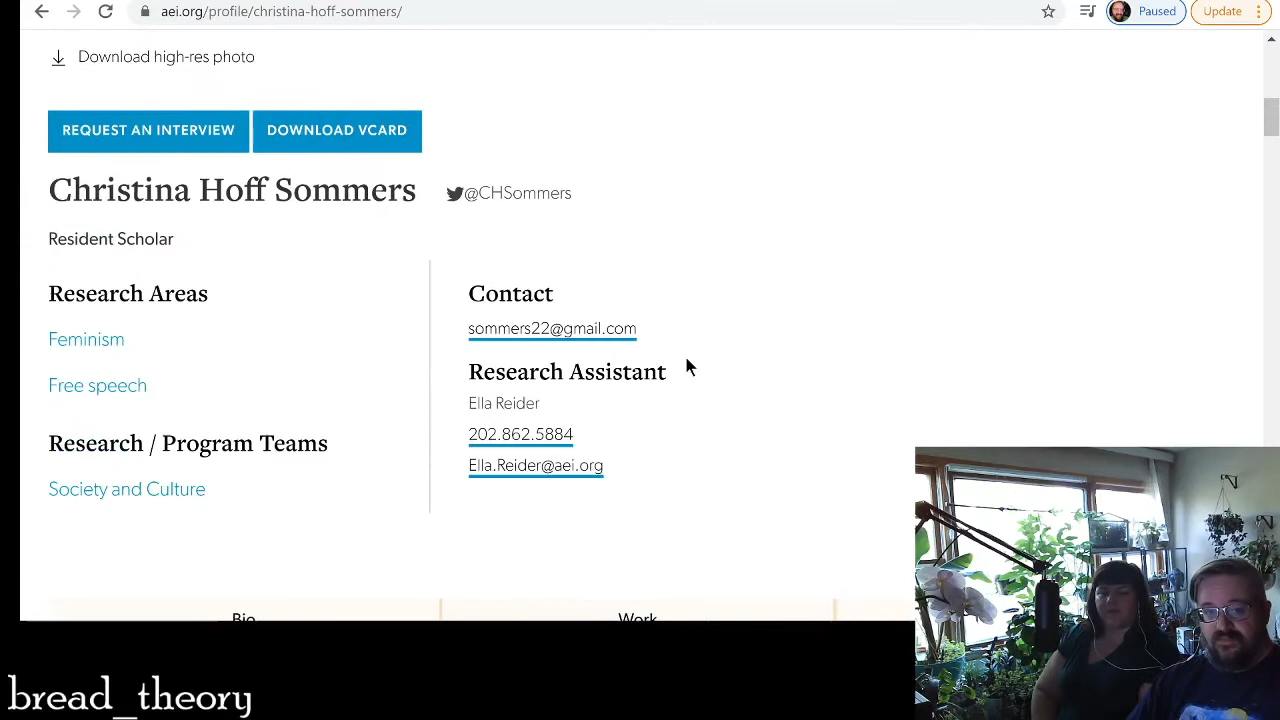 aei.org/profile/christina-hoff-sommers/
Paused
Update
Download high-res photo
REQUEST AN INTERVIEW
DOWNLOAD VCARD
Christina Hoff Sommers
@CHSommers
Resident Scholar
Research Areas
Feminism
Free speech
Research / Program Teams
Society and Culture
Contact
sommers22@gmail.com
Research Assistant
Ella Reider
202.862.5884
Ella.Reider@aei.org
Bio
Work
bread_theory